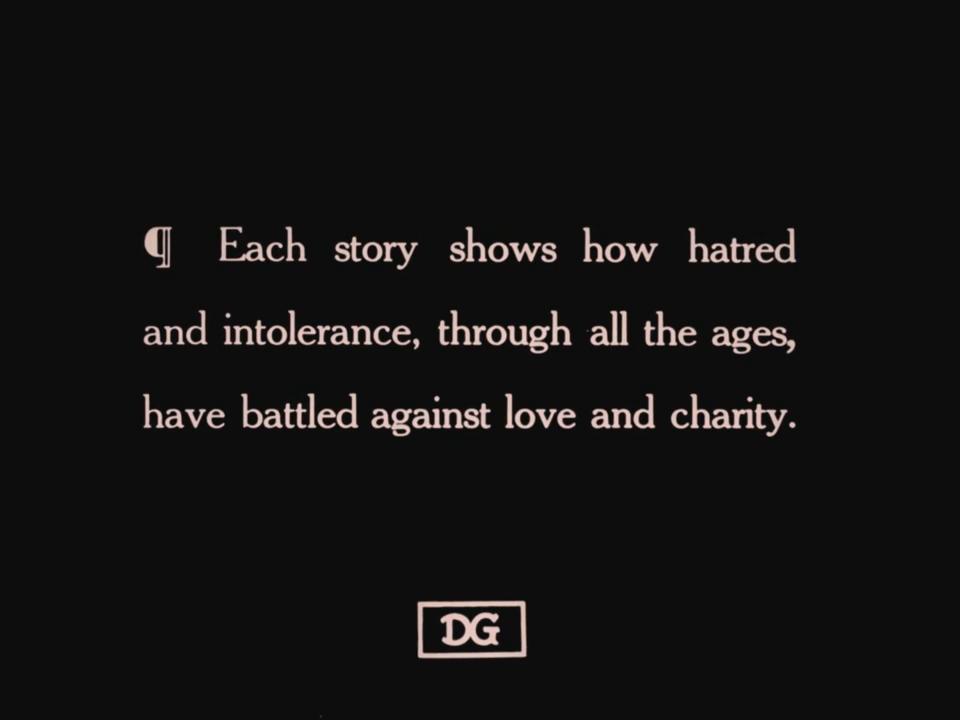 ¶ Each story shows how hatred
and intolerance, through all the ages,
have battled against love and charity.
DG